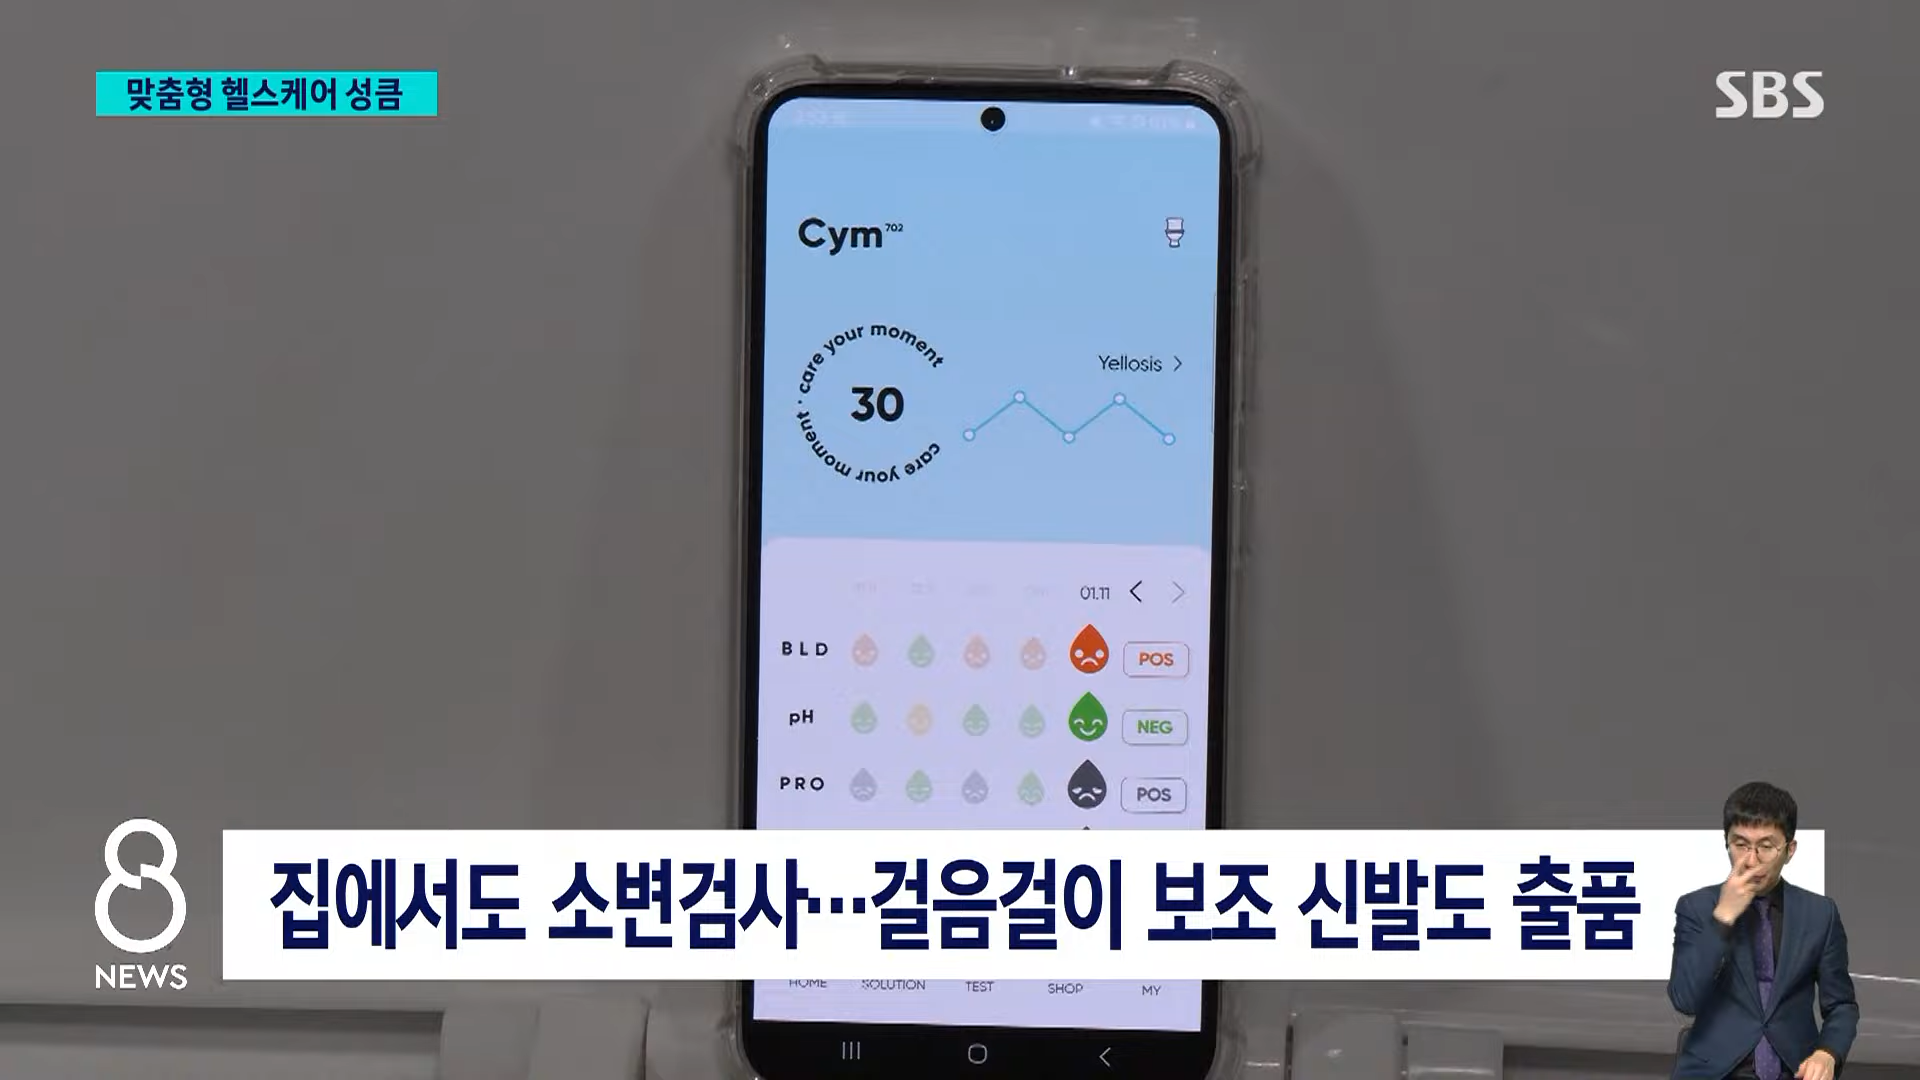 맞춤형 헬스케어 성큼
SBS
Cym702
care your moment · care your moment
30
Yellosis >
01.11 < >
BLD POS
pH NEG
PRO POS
8
NEWS
집에서도 소변검사…걸음걸이 보조 신발도 출품
HOME SOLUTION TEST SHOP MY